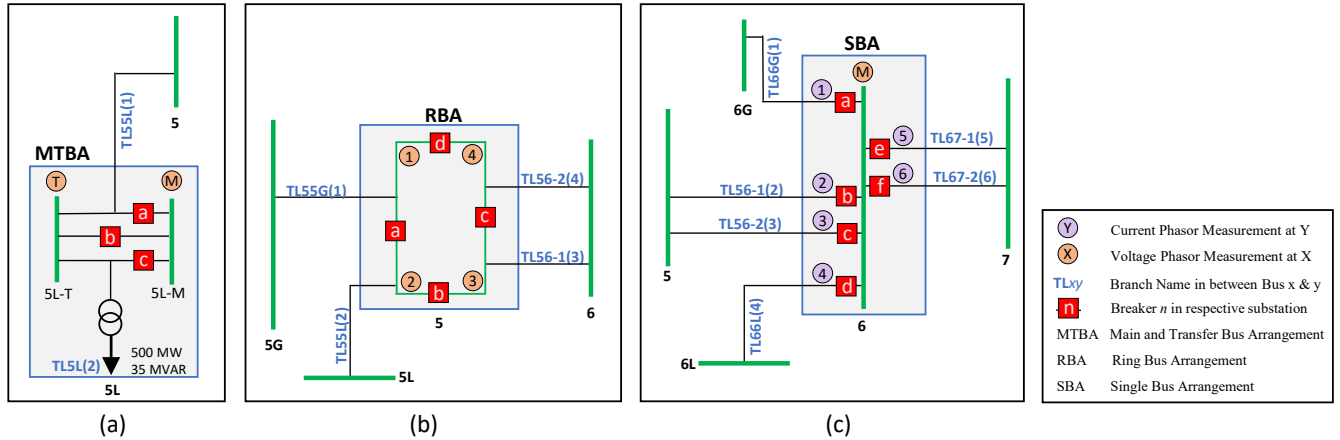 TL55L(1)
5
MTBA
T
M
a
b
c
5L-T
5L-M
TL5L(2)
500 MW
35 MVAR
5L
(a)
RBA
d
1
4
TL55G(1)
TL56-2(4)
a
c
TL56-1(3)
2
3
b
5
6
5G
TL55L(2)
5L
(b)
SBA
TL66G(1)
6G
M
1
a
5
TL67-1(5)
e
6
TL67-2(6)
f
TL56-1(2)
2
b
TL56-2(3)
3
c
4
d
5
7
6
TL66L(4)
6L
(c)
Y Current Phasor Measurement at Y
X Voltage Phasor Measurement at X
TLxy Branch Name in between Bus x & y
n Breaker n in respective substation
MTBA Main and Transfer Bus Arrangement
RBA Ring Bus Arrangement
SBA Single Bus Arrangement